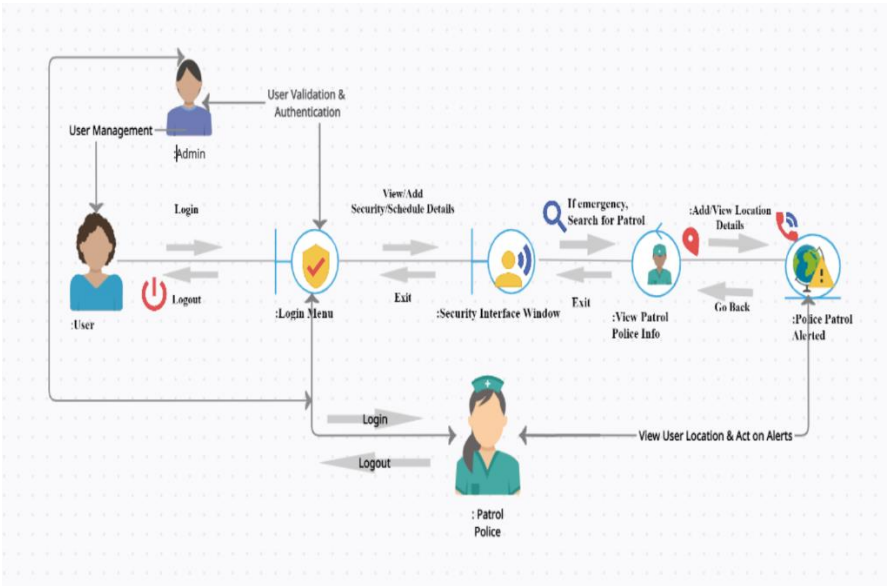 User Validation &
Authentication
User Management
:Admin
Login
View/Add
Security/Schedule Details
If emergency,
Search for Patrol
:Add/View Location
Details
Logout
Exit
Exit
Go Back
:User
:Login Menu
:Security Interface Window
:View Patrol
Police Info
:Police Patrol
Alerted
Login
View User Location & Act on Alerts
Logout
: Patrol
Police